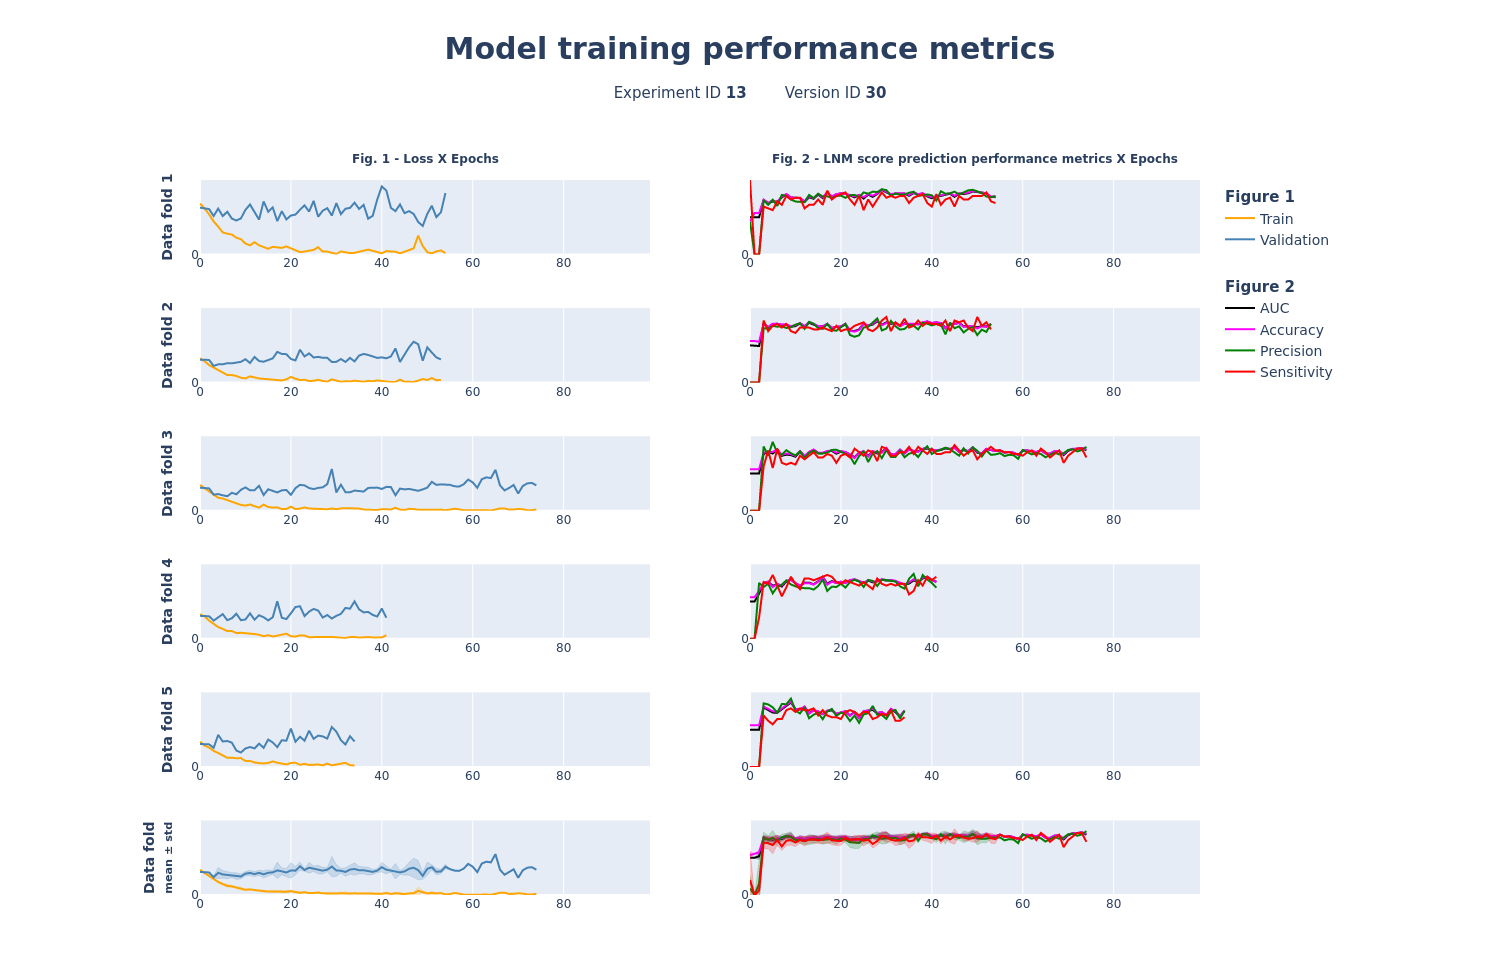 Model training performance metrics
Experiment ID 13 Version ID 30
Fig. 1 - Loss X Epochs
Fig. 2 - LNM score prediction performance metrics X Epochs
Data fold 1
0
0 20 40 60 80
0
0 20 40 60 80
Figure 1
Train
Validation
Figure 2
AUC
Accuracy
Precision
Sensitivity
Data fold 2
0
0 20 40 60 80
0
0 20 40 60 80
Data fold 3
0
0 20 40 60 80
0
0 20 40 60 80
Data fold 4
0
0 20 40 60 80
0
0 20 40 60 80
Data fold 5
0
0 20 40 60 80
0
0 20 40 60 80
Data fold
mean ± std
0
0 20 40 60 80
0
0 20 40 60 80